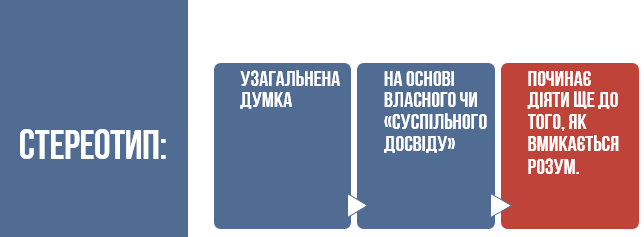 СТЕРЕОТИП:
УЗАГАЛЬНЕНА
ДУМКА
НА ОСНОВІ
ВЛАСНОГО ЧИ
«СУСПІЛЬНОГО
ДОСВІДУ»
ПОЧИНАЄ
ДІЯТИ ЩЕ ДО
ТОГО, ЯК
ВМИКАЄТЬСЯ
РОЗУМ.